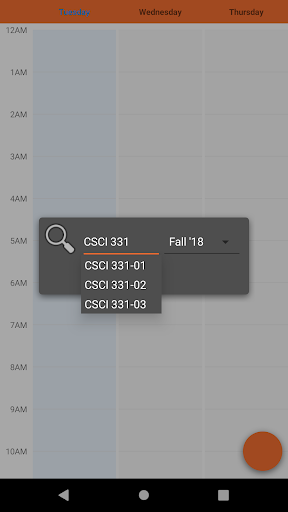 Tuesday Wednesday Thursday
12AM
1AM
2AM
3AM
4AM
5AM
CSCI 331 Fall '18
CSCI 331-01
6AM
CSCI 331-02
CSCI 331-03
7AM
8AM
9AM
10AM